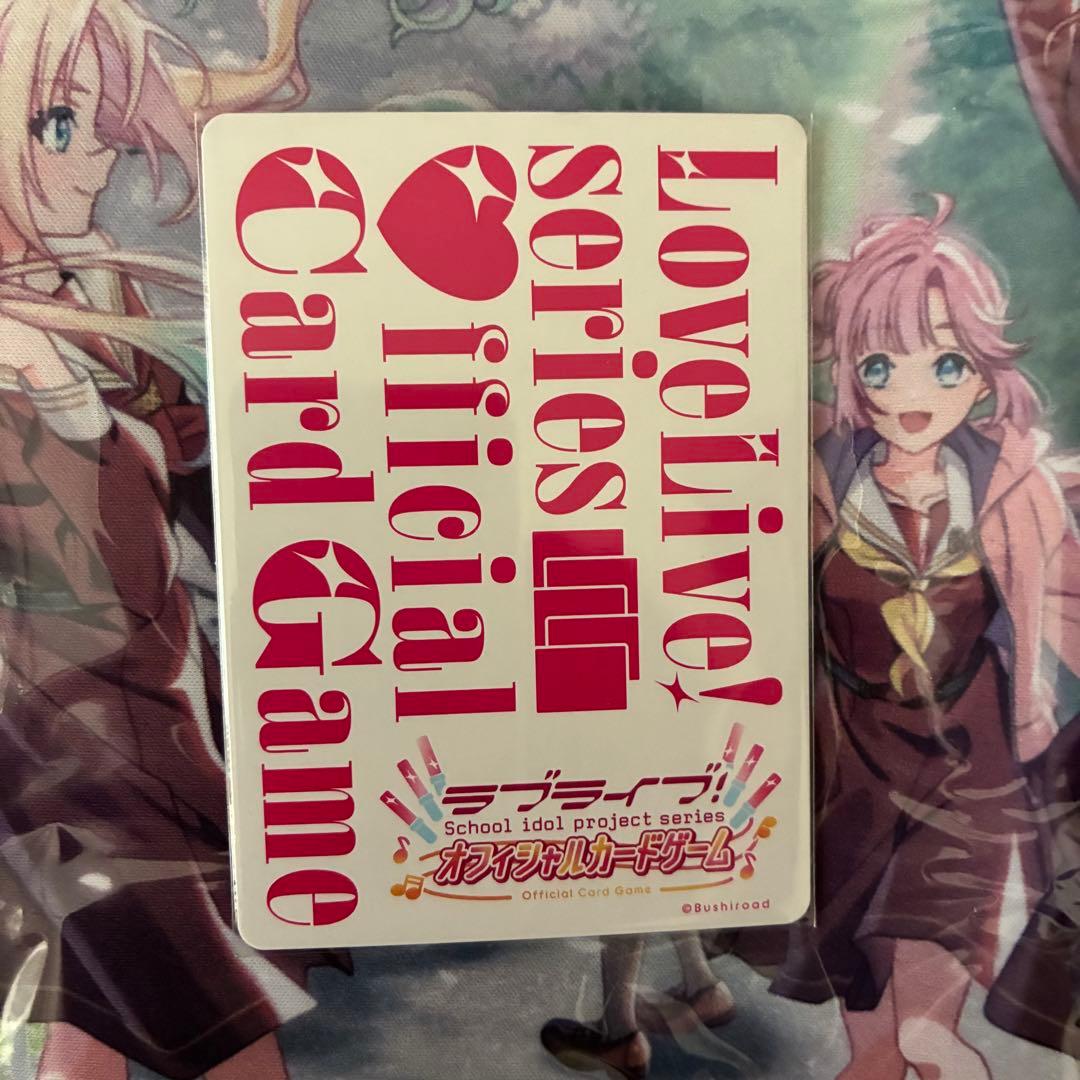 LoveLive!
series
Official
Card Game
ラブライブ!
School idol project series
オフィシャルカードゲーム
Official Card Game
©Bushiroad